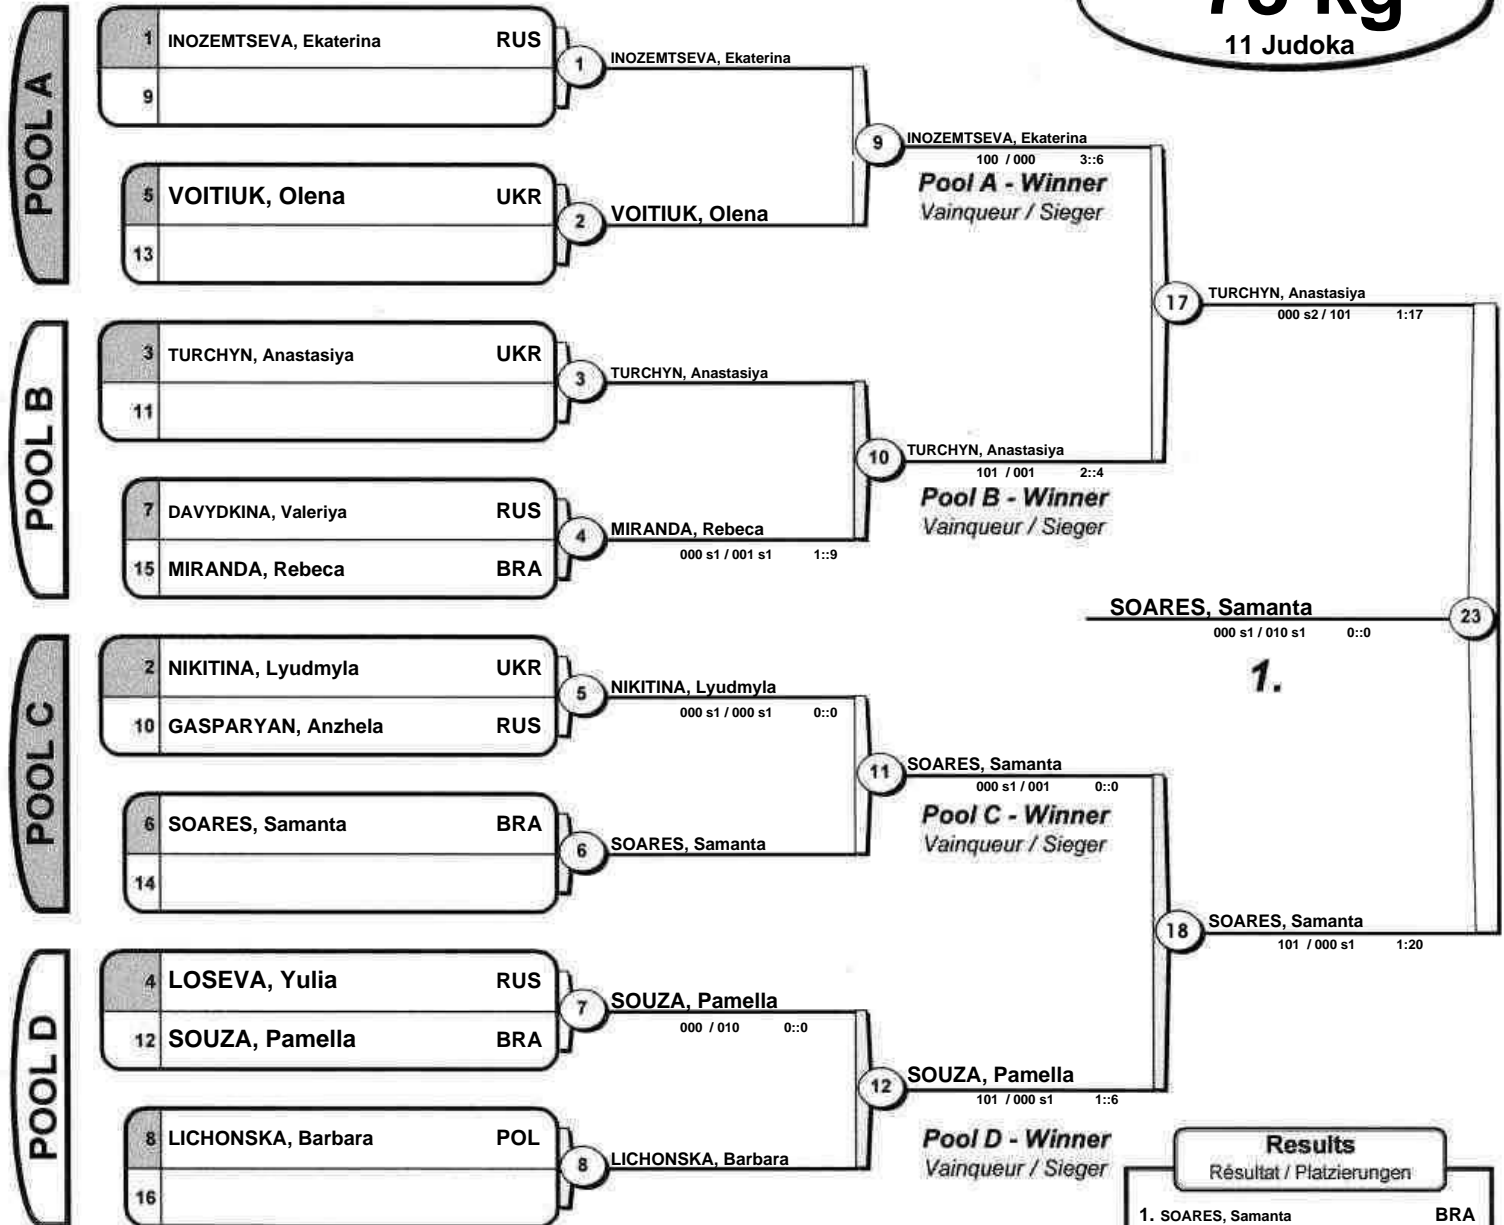 78 kg
11 Judoka
POOL A
1 INOZEMTSEVA, Ekaterina RUS
9
1 INOZEMTSEVA, Ekaterina
5 VOITIUK, Olena UKR
13
2 VOITIUK, Olena
9 INOZEMTSEVA, Ekaterina
100 / 000 3::6
Pool A - Winner
Vainqueur / Sieger
17 TURCHYN, Anastasiya
000 s2 / 101 1:17
POOL B
3 TURCHYN, Anastasiya UKR
11
3 TURCHYN, Anastasiya
7 DAVYDKINA, Valeriya RUS
15 MIRANDA, Rebeca BRA
4 MIRANDA, Rebeca
000 s1 / 001 s1 1::9
10 TURCHYN, Anastasiya
101 / 001 2::4
Pool B - Winner
Vainqueur / Sieger
SOARES, Samanta 23
000 s1 / 010 s1 0::0
1.
POOL C
2 NIKITINA, Lyudmyla UKR
10 GASPARYAN, Anzhela RUS
5 NIKITINA, Lyudmyla
000 s1 / 000 s1 0::0
6 SOARES, Samanta BRA
14
6 SOARES, Samanta
11 SOARES, Samanta
000 s1 / 001 0::0
Pool C - Winner
Vainqueur / Sieger
18 SOARES, Samanta
101 / 000 s1 1:20
POOL D
4 LOSEVA, Yulia RUS
12 SOUZA, Pamella BRA
7 SOUZA, Pamella
000 / 010 0::0
8 LICHONSKA, Barbara POL
16
8 LICHONSKA, Barbara
12 SOUZA, Pamella
101 / 000 s1 1::6
Pool D - Winner
Vainqueur / Sieger
Results
Résultat / Platzierungen
1. SOARES, Samanta BRA